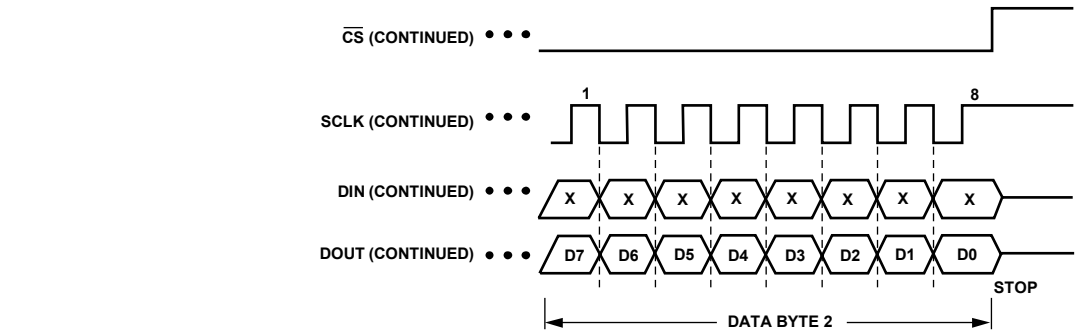 CS (CONTINUED)
1 8
SCLK (CONTINUED)
DIN (CONTINUED) X X X X X X X X
DOUT (CONTINUED) D7 D6 D5 D4 D3 D2 D1 D0
STOP
DATA BYTE 2